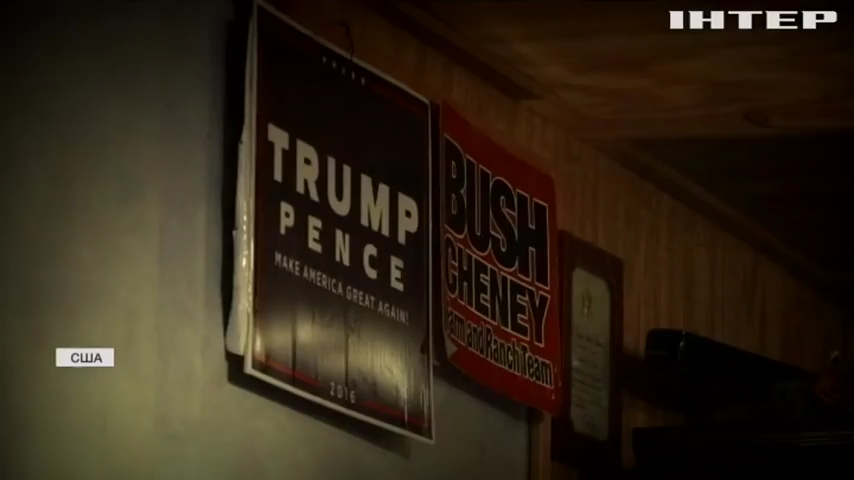 ІНТЕР
TRUMP
PENCE
MAKE AMERICA GREAT AGAIN!
2016
BUSH
CHENEY
Farm and Ranch Team
США